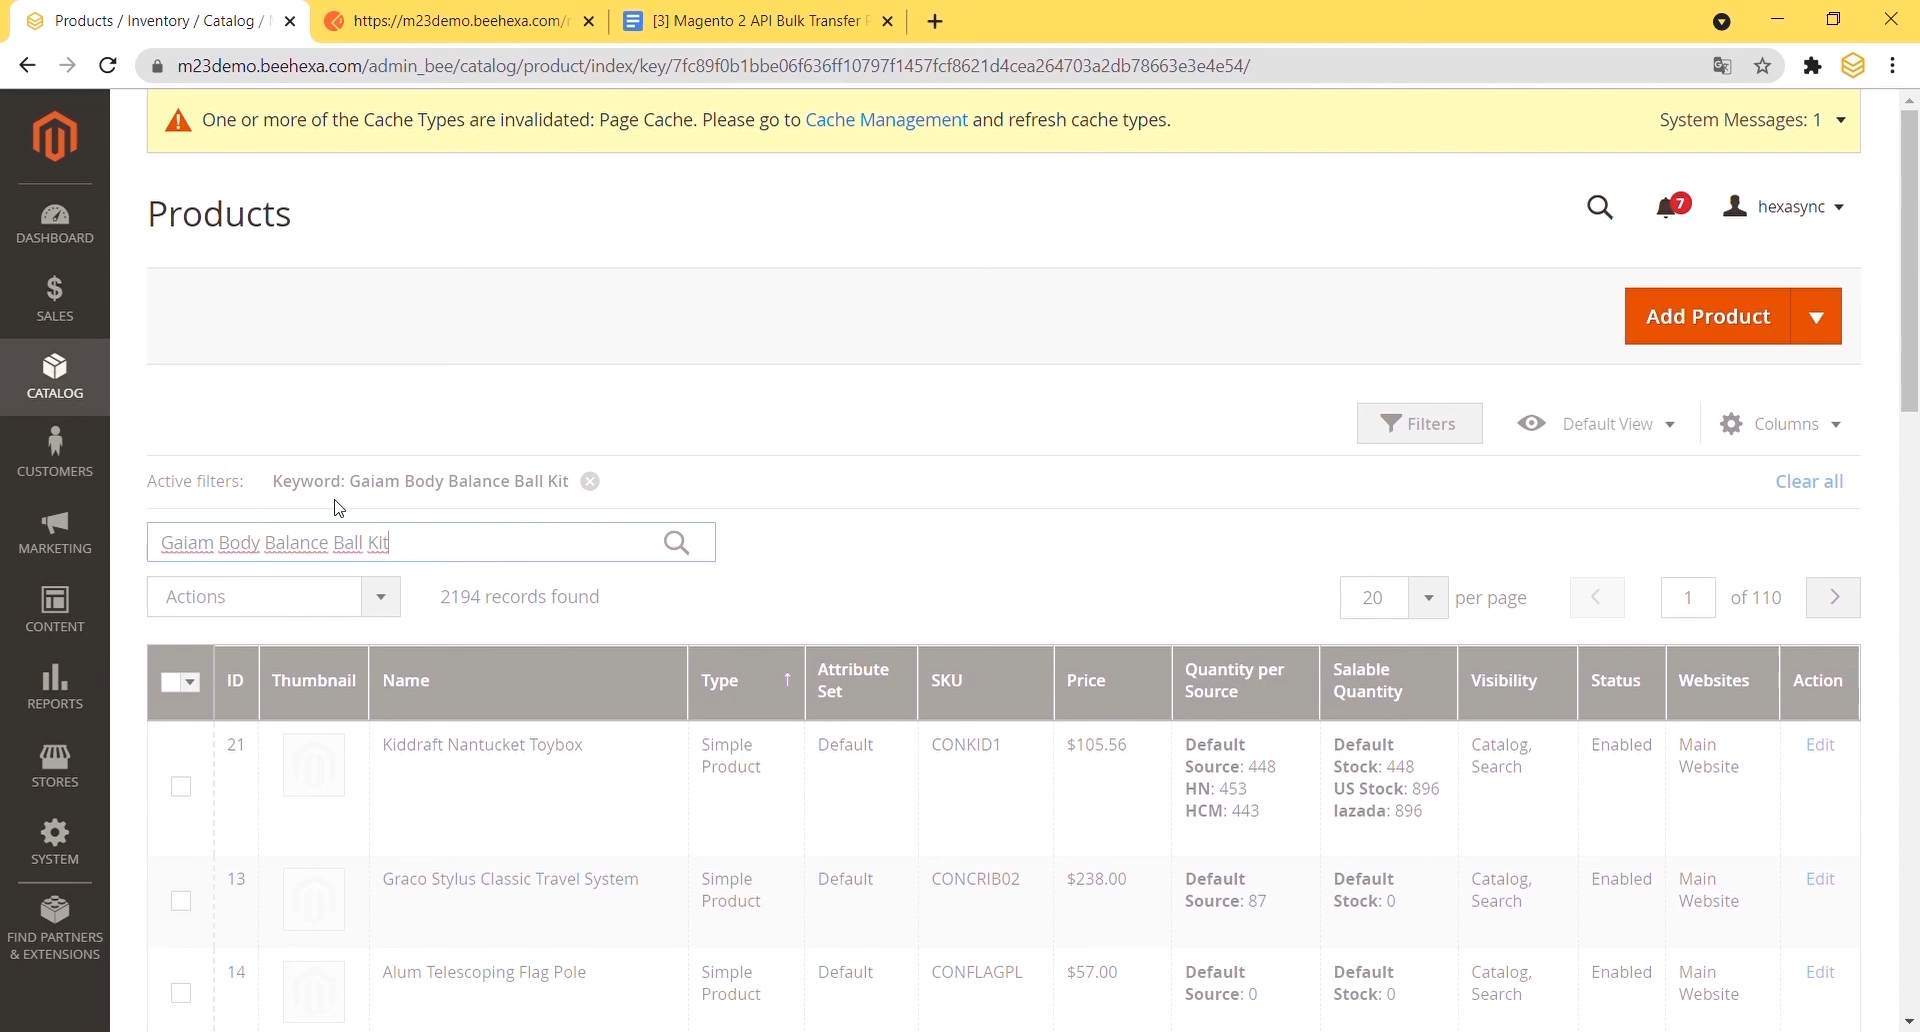 Products / Inventory / Catalog /
https://m23demo.beehexa.com/
[3] Magento 2 API Bulk Transfer
m23demo.beehexa.com/admin_bee/catalog/product/index/key/7fc89f0b1bbe06f636ff10797f1457fcf8621d4cea264703a2db78663e3e4e54/
One or more of the Cache Types are invalidated: Page Cache. Please go to Cache Management and refresh cache types.
System Messages: 1
Products
7
hexasync
DASHBOARD
SALES
CATALOG
CUSTOMERS
MARKETING
CONTENT
REPORTS
STORES
SYSTEM
FIND PARTNERS
& EXTENSIONS
Add Product
Filters
Default View
Columns
Active filters: Keyword: Gaiam Body Balance Ball Kit
Clear all
Gaiam Body Balance Ball Kit
Actions
2194 records found
20 per page
1 of 110
ID Thumbnail Name Type Attribute Set SKU Price Quantity per Source Salable Quantity Visibility Status Websites Action
21 Kiddraft Nantucket Toybox Simple Default CONKID1 $105.56 Default Default Catalog, Enabled Main Edit
Product Source: 448 Stock: 448 Search Website
HN: 453 US Stock: 896
HCM: 443 lazada: 896
13 Graco Stylus Classic Travel System Simple Default CONCRIB02 $238.00 Default Default Catalog, Enabled Main Edit
Product Source: 87 Stock: 0 Search Website
14 Alum Telescoping Flag Pole Simple Default CONFLAGPL $57.00 Default Default Catalog, Enabled Main Edit
Product Source: 0 Stock: 0 Search Website